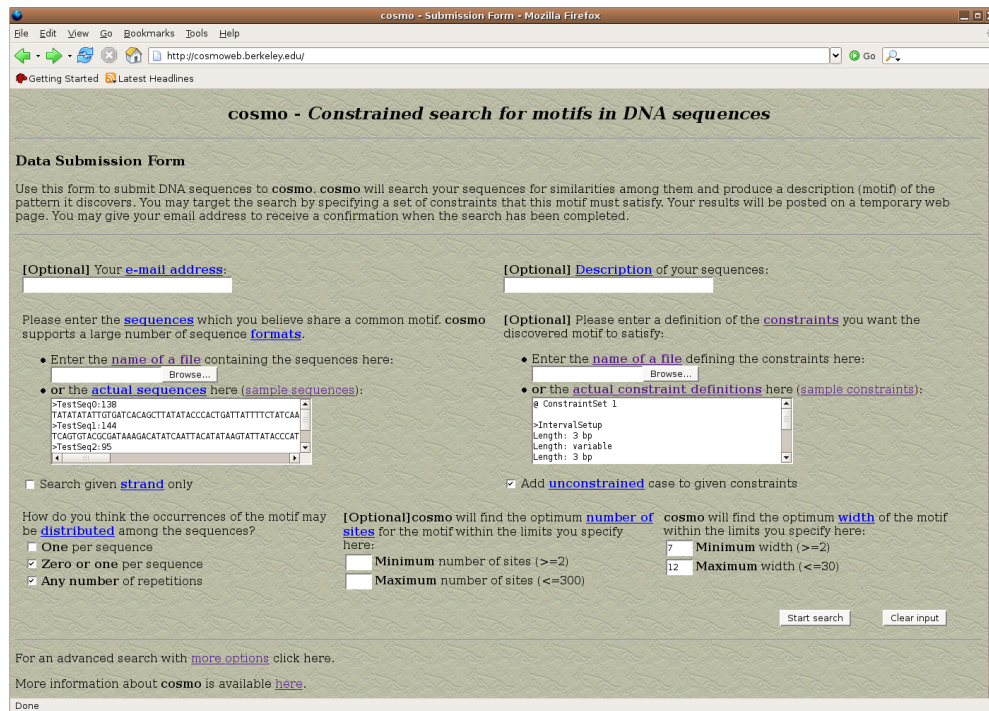 cosmo - Submission Form - Mozilla Firefox
File Edit View Go Bookmarks Tools Help
http://cosmoweb.berkeley.edu/
Go
Getting Started Latest Headlines
cosmo - Constrained search for motifs in DNA sequences
Data Submission Form
Use this form to submit DNA sequences to cosmo. cosmo will search your sequences for similarities among them and produce a description (motif) of the
pattern it discovers. You may target the search by specifying a set of constraints that this motif must satisfy. Your results will be posted on a temporary web
page. You may give your email address to receive a confirmation when the search has been completed.
[Optional] Your e-mail address:
[Optional] Description of your sequences:
Please enter the sequences which you believe share a common motif. cosmo
supports a large number of sequence formats.
• Enter the name of a file containing the sequences here:
Browse...
• or the actual sequences here (sample sequences):
>TestSeq0:138
TATATATATTGTGATCACAGCTTATATACCCACTGATTATTTTCTATCAA
>TestSeq1:144
TCAGTGTACGCGATAAAGACATATCAATTACATATAAGTATTATACCCAT
>TestSeq2:95
Search given strand only
[Optional] Please enter a definition of the constraints you want the
discovered motif to satisfy:
• Enter the name of a file defining the constraints here:
Browse...
• or the actual constraint definitions here (sample constraints):
@ ConstraintSet 1
>IntervalSetup
Length: 3 bp
Length: variable
Length: 3 bp
Add unconstrained case to given constraints
How do you think the occurrences of the motif may
be distributed among the sequences?
One per sequence
Zero or one per sequence
Any number of repetitions
[Optional]cosmo will find the optimum number of
sites for the motif within the limits you specify
here:
Minimum number of sites (>=2)
Maximum number of sites (<=300)
cosmo will find the optimum width of the motif
within the limits you specify here:
7 Minimum width (>=2)
12 Maximum width (<=30)
Start search Clear input
For an advanced search with more options click here.
More information about cosmo is available here.
Done